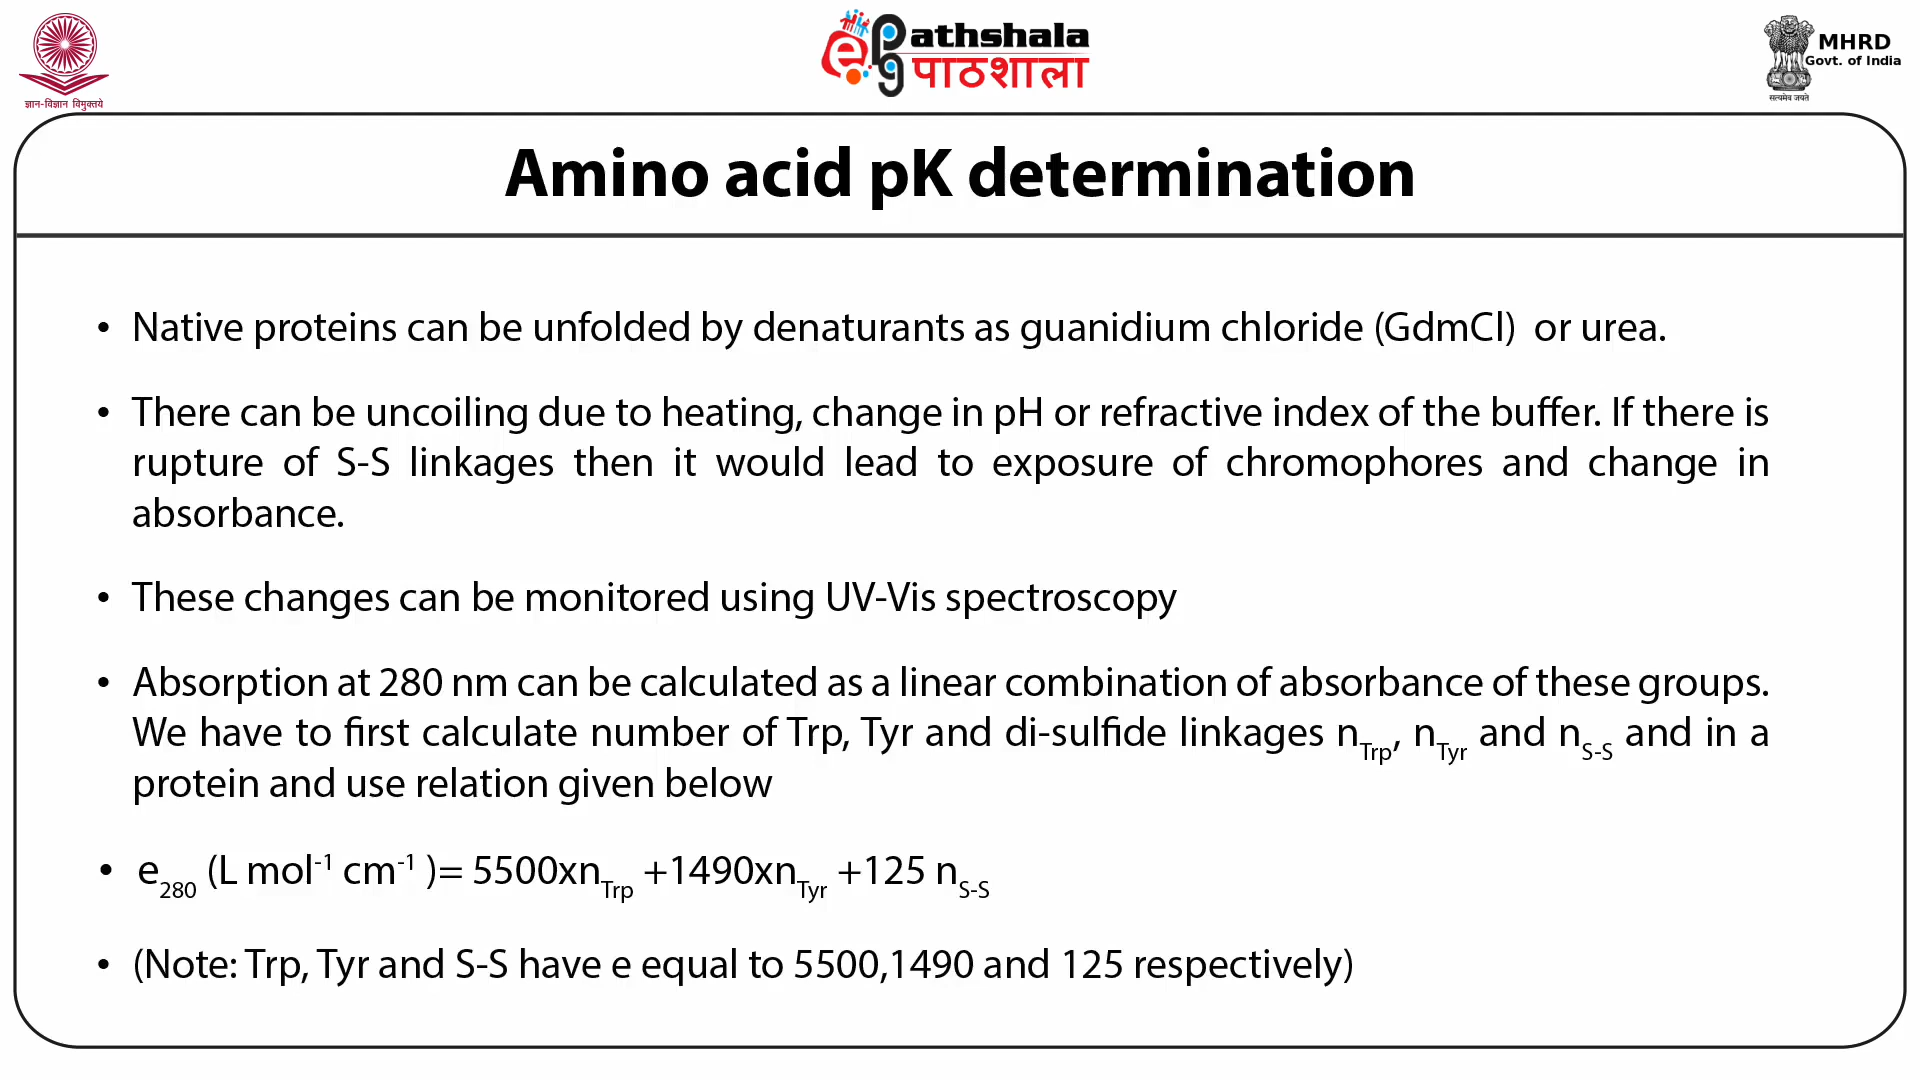 ज्ञान-विज्ञान विमुक्तये
e Pathshala
पाठशाला
MHRD
Govt. of India
सत्यमेव जयते
Amino acid pK determination
• Native proteins can be unfolded by denaturants as guanidium chloride (GdmCl) or urea.
• There can be uncoiling due to heating, change in pH or refractive index of the buffer. If there is
rupture of S-S linkages then it would lead to exposure of chromophores and change in
absorbance.
• These changes can be monitored using UV-Vis spectroscopy
• Absorption at 280 nm can be calculated as a linear combination of absorbance of these groups.
We have to first calculate number of Trp, Tyr and di-sulfide linkages n_Trp, n_Tyr and n_S-S and in a
protein and use relation given below
• e_280 (L mol^-1 cm^-1 )= 5500xn_Trp +1490xn_Tyr +125 n_S-S
• (Note: Trp, Tyr and S-S have e equal to 5500,1490 and 125 respectively)